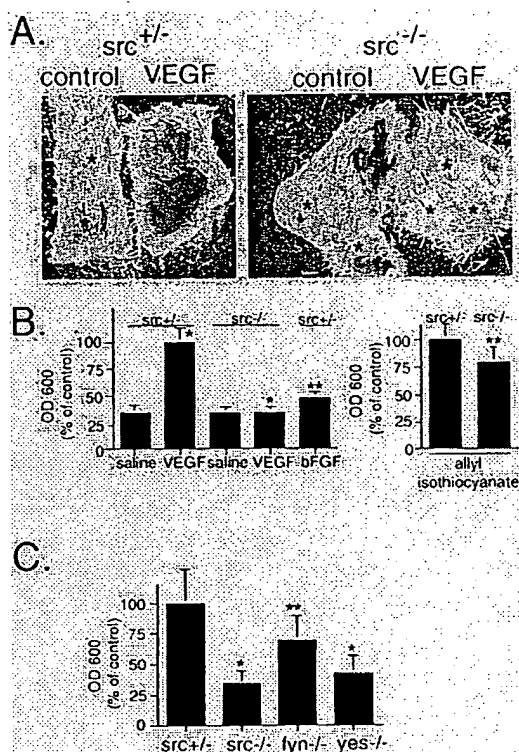 A.
src+/- src-/-
control VEGF control VEGF
B.
src+/- src-/- src+/-
OD 600
(% of control)
100
75
50
25
0
*
*
**
saline VEGF saline VEGF bFGF
src+/- src-/-
OD 600
(% of control)
100
75
50
25
0
**
allyl
isothiocyanate
C.
OD 600
(% of control)
100
75
50
25
0
*
**
*
src+/- src-/- fyn-/- yes-/-